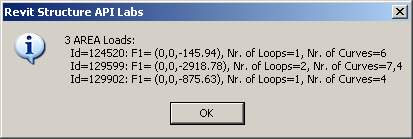 Revit Structure API Labs
3 AREA Loads:
Id=124520: F1= (0,0,-145.94), Nr. of Loops=1, Nr. of Curves=6
Id=129599: F1= (0,0,-2918.78), Nr. of Loops=2, Nr. of Curves=7,4
Id=129902: F1= (0,0,-875.63), Nr. of Loops=1, Nr. of Curves=4
OK